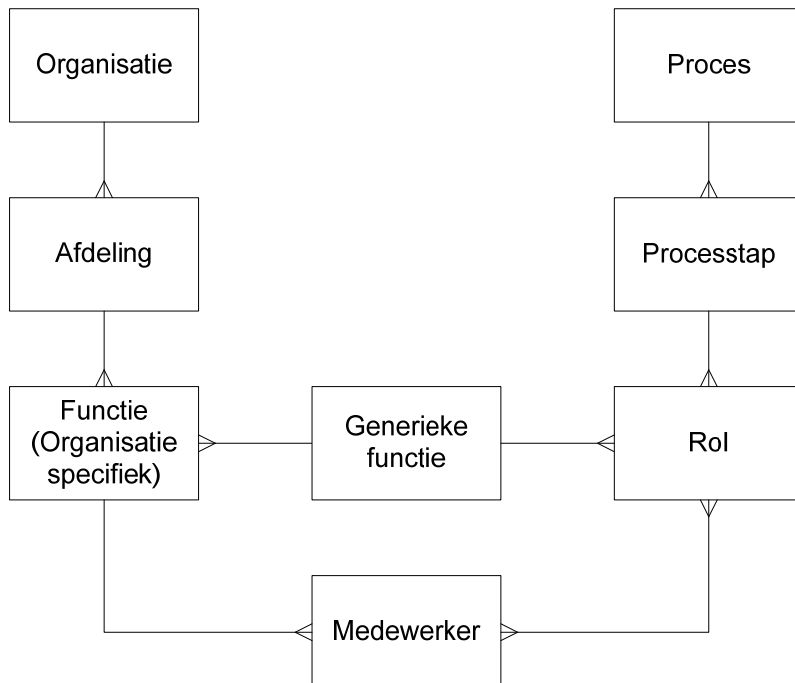 Organisatie
Proces
Afdeling
Processtap
Functie
(Organisatie
specifiek)
Generieke
functie
Rol
Medewerker